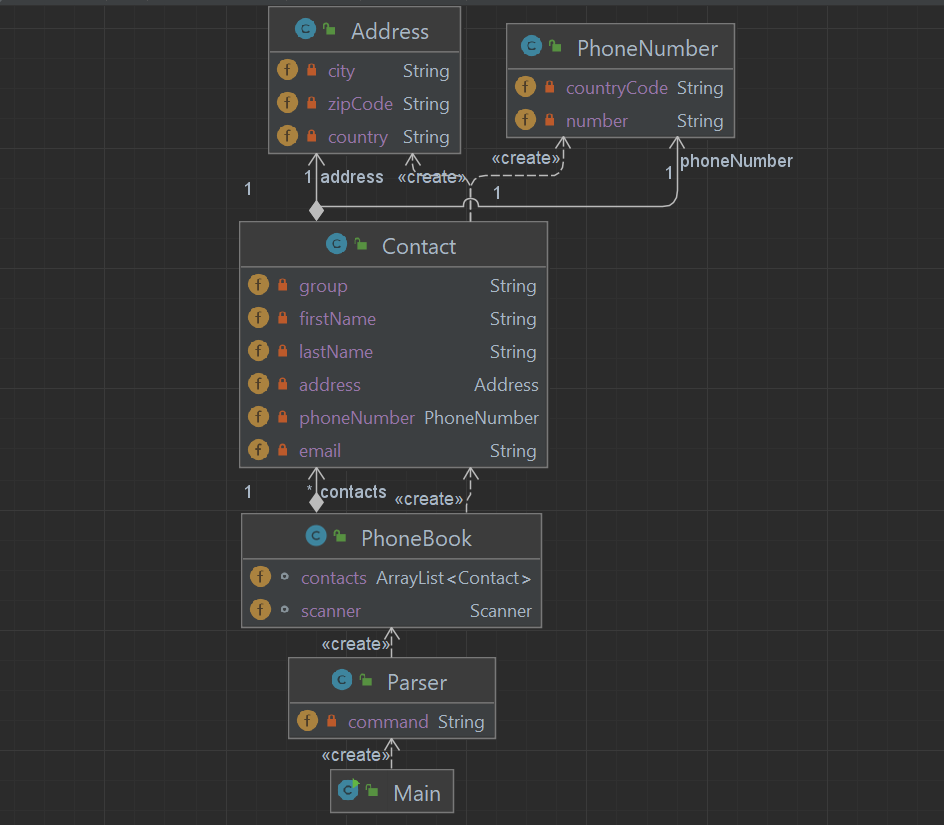 Address
city String
zipCode String
country String
PhoneNumber
countryCode String
number String
1
1 address
«create»
«create»
1
1
phoneNumber
Contact
group String
firstName String
lastName String
address Address
phoneNumber PhoneNumber
email String
1
* contacts
«create»
PhoneBook
contacts ArrayList<Contact>
scanner Scanner
«create»
Parser
command String
«create»
Main